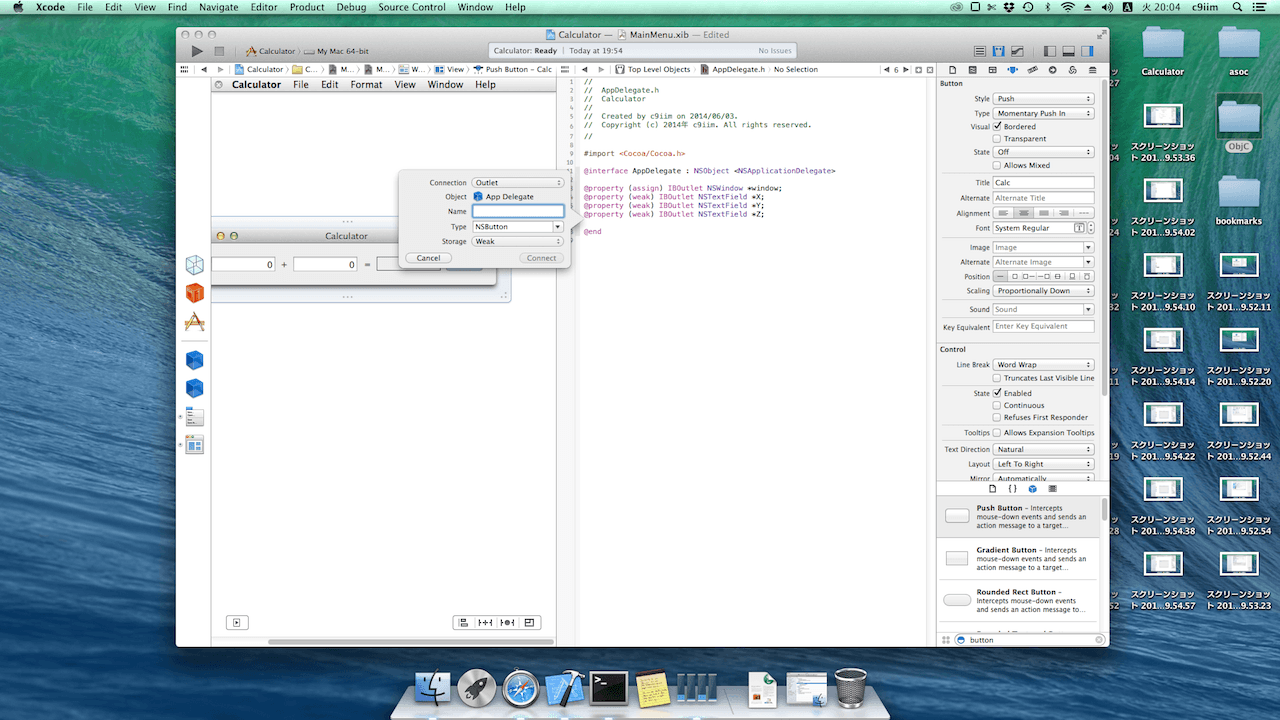 Xcode File Edit View Find Navigate Editor Product Debug Source Control Window Help
火 20:04 c9iim
Calculator — MainMenu.xib — Edited
Calculator My Mac 64-bit
Calculator: Ready Today at 19:54 No Issues
Calculator C... M... M... W... View Push Button - Calc
Top Level Objects AppDelegate.h No Selection 6
Calculator File Edit Format View Window Help
Connection Outlet
Object App Delegate
Name
Type NSButton
Storage Weak
Cancel Connect
Calculator
0 + 0 =
//
// AppDelegate.h
// Calculator
//
// Created by c9iim on 2014/06/03.
// Copyright (c) 2014年 c9iim. All rights reserved.
//
#import <Cocoa/Cocoa.h>
@interface AppDelegate : NSObject <NSApplicationDelegate>
@property (assign) IBOutlet NSWindow *window;
@property (weak) IBOutlet NSTextField *X;
@property (weak) IBOutlet NSTextField *Y;
@property (weak) IBOutlet NSTextField *Z;
@end
Button
Style Push
Type Momentary Push In
Visual Bordered
Transparent
State Off
Allows Mixed
Title Calc
Alternate Alternate Title
Alignment
Font System Regular
Image Image
Alternate Alternate Image
Position
Scaling Proportionally Down
Sound Sound
Key Equivalent Enter Key Equivalent
Control
Line Break Word Wrap
Truncates Last Visible Line
State Enabled
Continuous
Refuses First Responder
Tooltips Allows Expansion Tooltips
Text Direction Natural
Layout Left To Right
Mirror Automatically
Push Button - Intercepts
mouse-down events and sends an
action message to a target...
Gradient Button - Intercepts
mouse-down events and sends an
action message to a target...
Rounded Rect Button -
Intercepts mouse-down events
and sends an action message to...
button
Calculator
asoc
スクリーンショット 201...9.53.36
ObjC
スクリーンショット 201...9.54.02
bookmarks
スクリーンショット 201...9.54.10
スクリーンショット 201...9.52.11
スクリーンショット 201...9.54.14
スクリーンショット 201...9.52.20
スクリーンショット 201...9.54.22
スクリーンショット 201...9.52.44
スクリーンショット 201...9.54.38
スクリーンショット 201...9.52.54
スクリーンショット 201...9.54.57
スクリーンショット 201...9.53.23